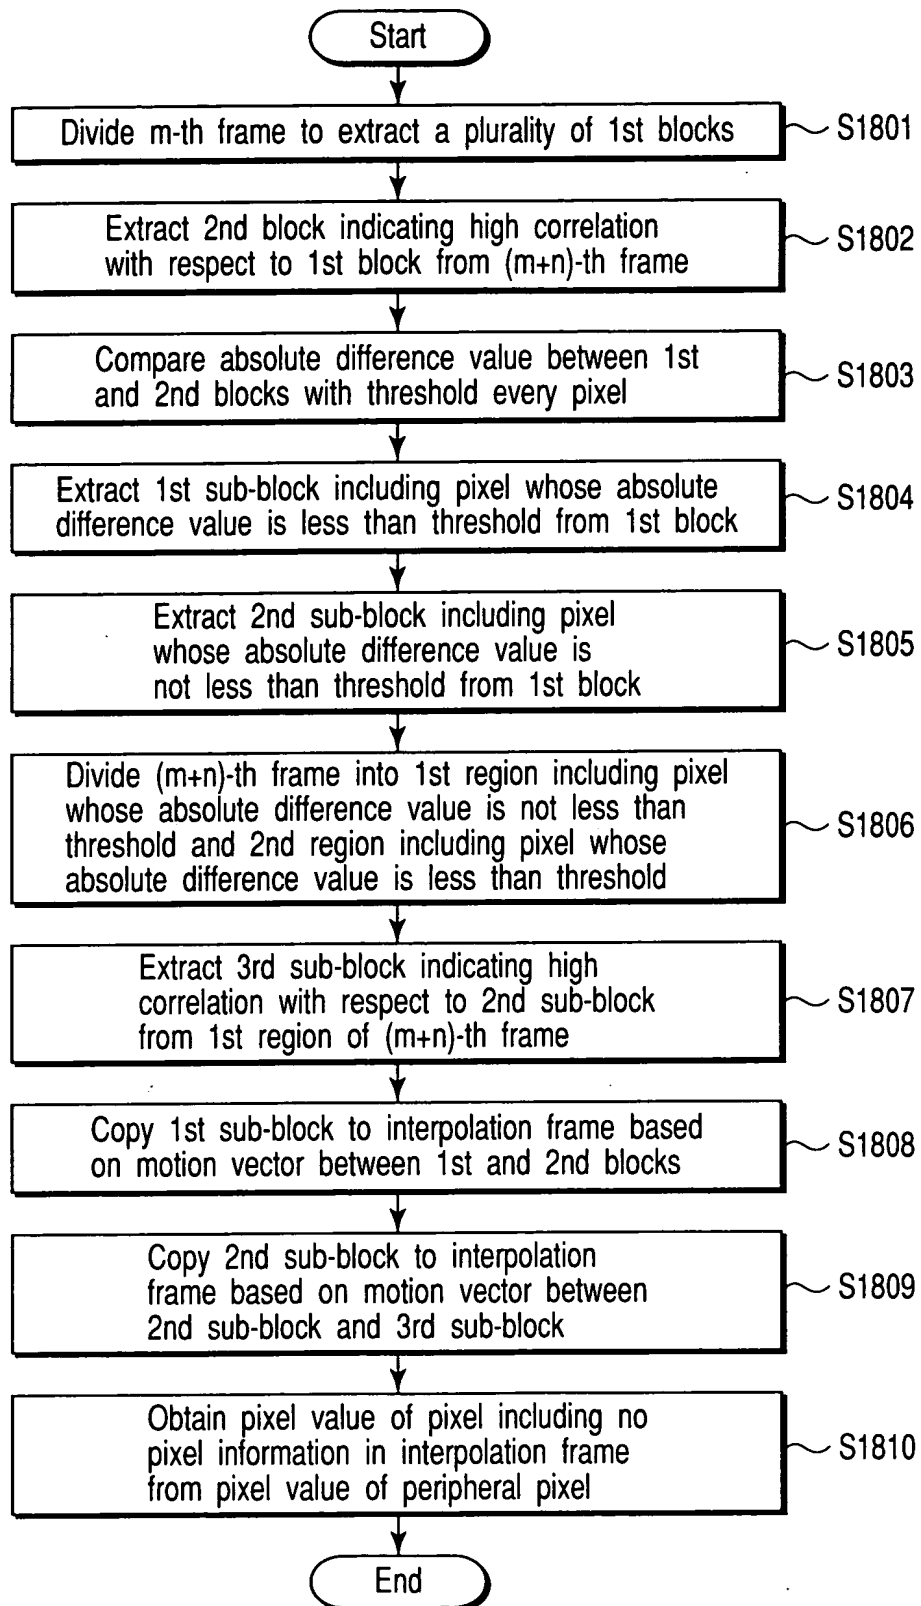 Start
Divide m-th frame to extract a plurality of 1st blocks
S1801
Extract 2nd block indicating high correlation
with respect to 1st block from (m+n)-th frame
S1802
Compare absolute difference value between 1st
and 2nd blocks with threshold every pixel
S1803
Extract 1st sub-block including pixel whose absolute
difference value is less than threshold from 1st block
S1804
Extract 2nd sub-block including pixel
whose absolute difference value is
not less than threshold from 1st block
S1805
Divide (m+n)-th frame into 1st region including pixel
whose absolute difference value is not less than
threshold and 2nd region including pixel whose
absolute difference value is less than threshold
S1806
Extract 3rd sub-block indicating high
correlation with respect to 2nd sub-block
from 1st region of (m+n)-th frame
S1807
Copy 1st sub-block to interpolation frame based
on motion vector between 1st and 2nd blocks
S1808
Copy 2nd sub-block to interpolation
frame based on motion vector between
2nd sub-block and 3rd sub-block
S1809
Obtain pixel value of pixel including no
pixel information in interpolation frame
from pixel value of peripheral pixel
S1810
End